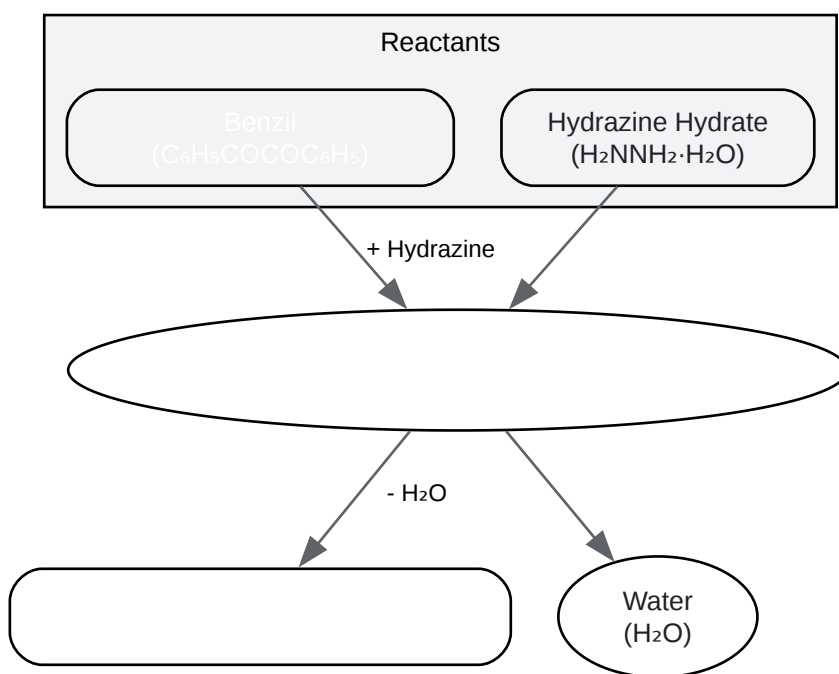 Reactants
Benzil
(C₆H₅COCOC₆H₅)
Hydrazine Hydrate
(H₂NNH₂·H₂O)
+ Hydrazine
- H₂O
Water
(H₂O)